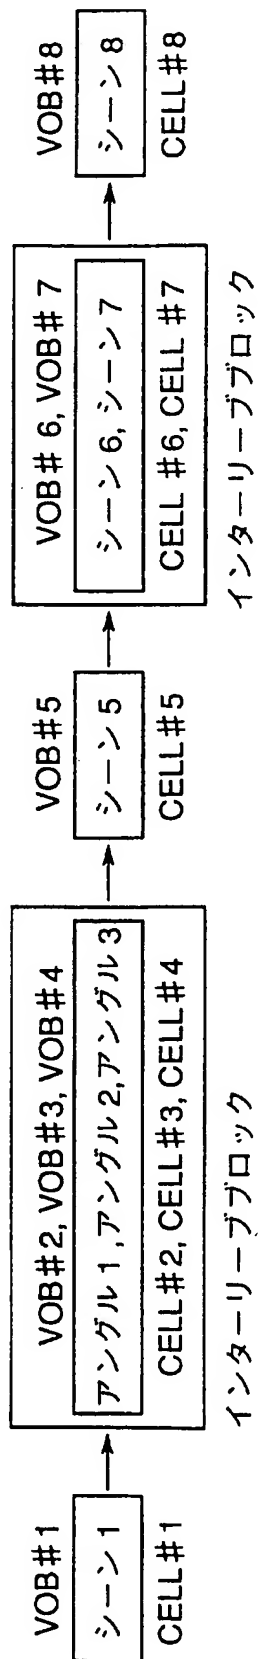 VOB#1
シーン1
CELL#1
VOB#2, VOB#3, VOB#4
アングル1,アングル2,アングル3
CELL#2, CELL#3, CELL#4
インターリーブブロック
VOB#5
シーン5
CELL#5
VOB# 6, VOB# 7
シーン6,シーン7
CELL #6, CELL #7
インターリーブブロック
VOB#8
シーン8
CELL#8